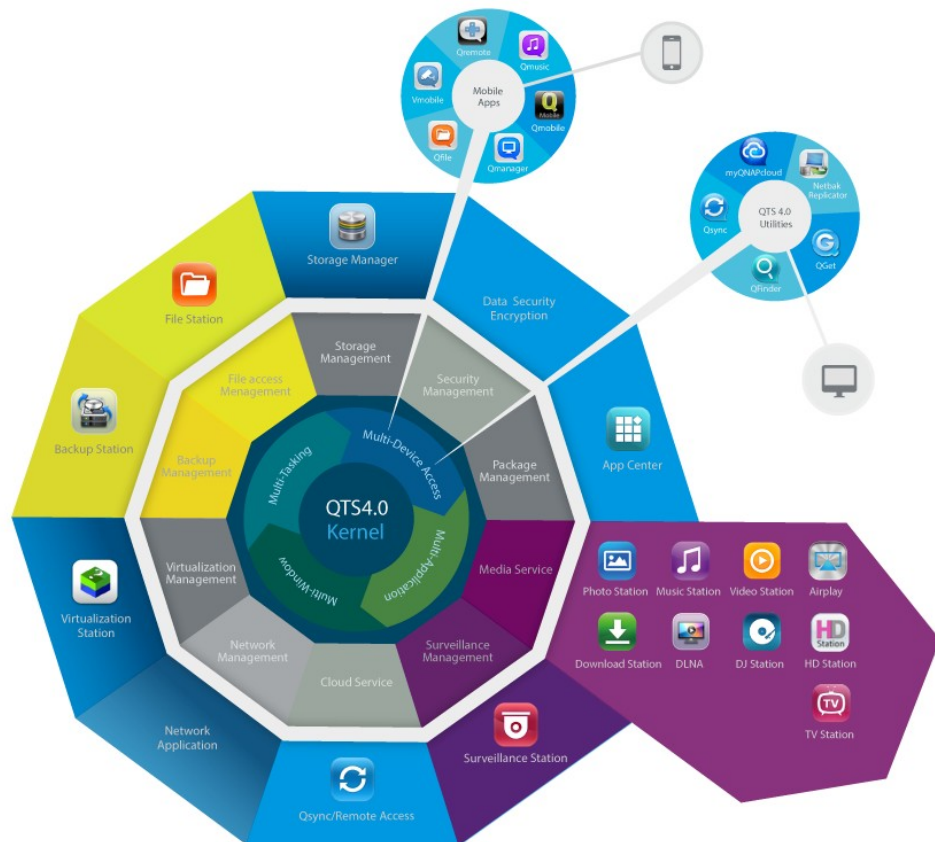 Qremote
Qmusic
Vmobile
Mobile
Apps
Q
Mobile
Qmobile
Qfile
Qmanager
myQNAPcloud
Netbak
Replicator
Qsync
QTS 4.0
Utilities
QGet
QFinder
Storage Manager
File Station
Data Security
Encryption
Storage
Management
File access
Menagement
Security
Management
Backup Station
Backup
Management
Multi-Tasking
Multi-Device Access
Package
Management
App Center
QTS4.0
Kernel
Virtualization
Management
Multi-Window
Multi-Application
Media Service
Virtualization
Station
Network
Management
Cloud Service
Surveillance
Management
Photo Station
Music Station
Video Station
Airplay
HD
Station
Download Station
DLNA
DJ Station
HD Station
TV
TV Station
Network
Application
Qsync/Remote Access
Surveillance Station